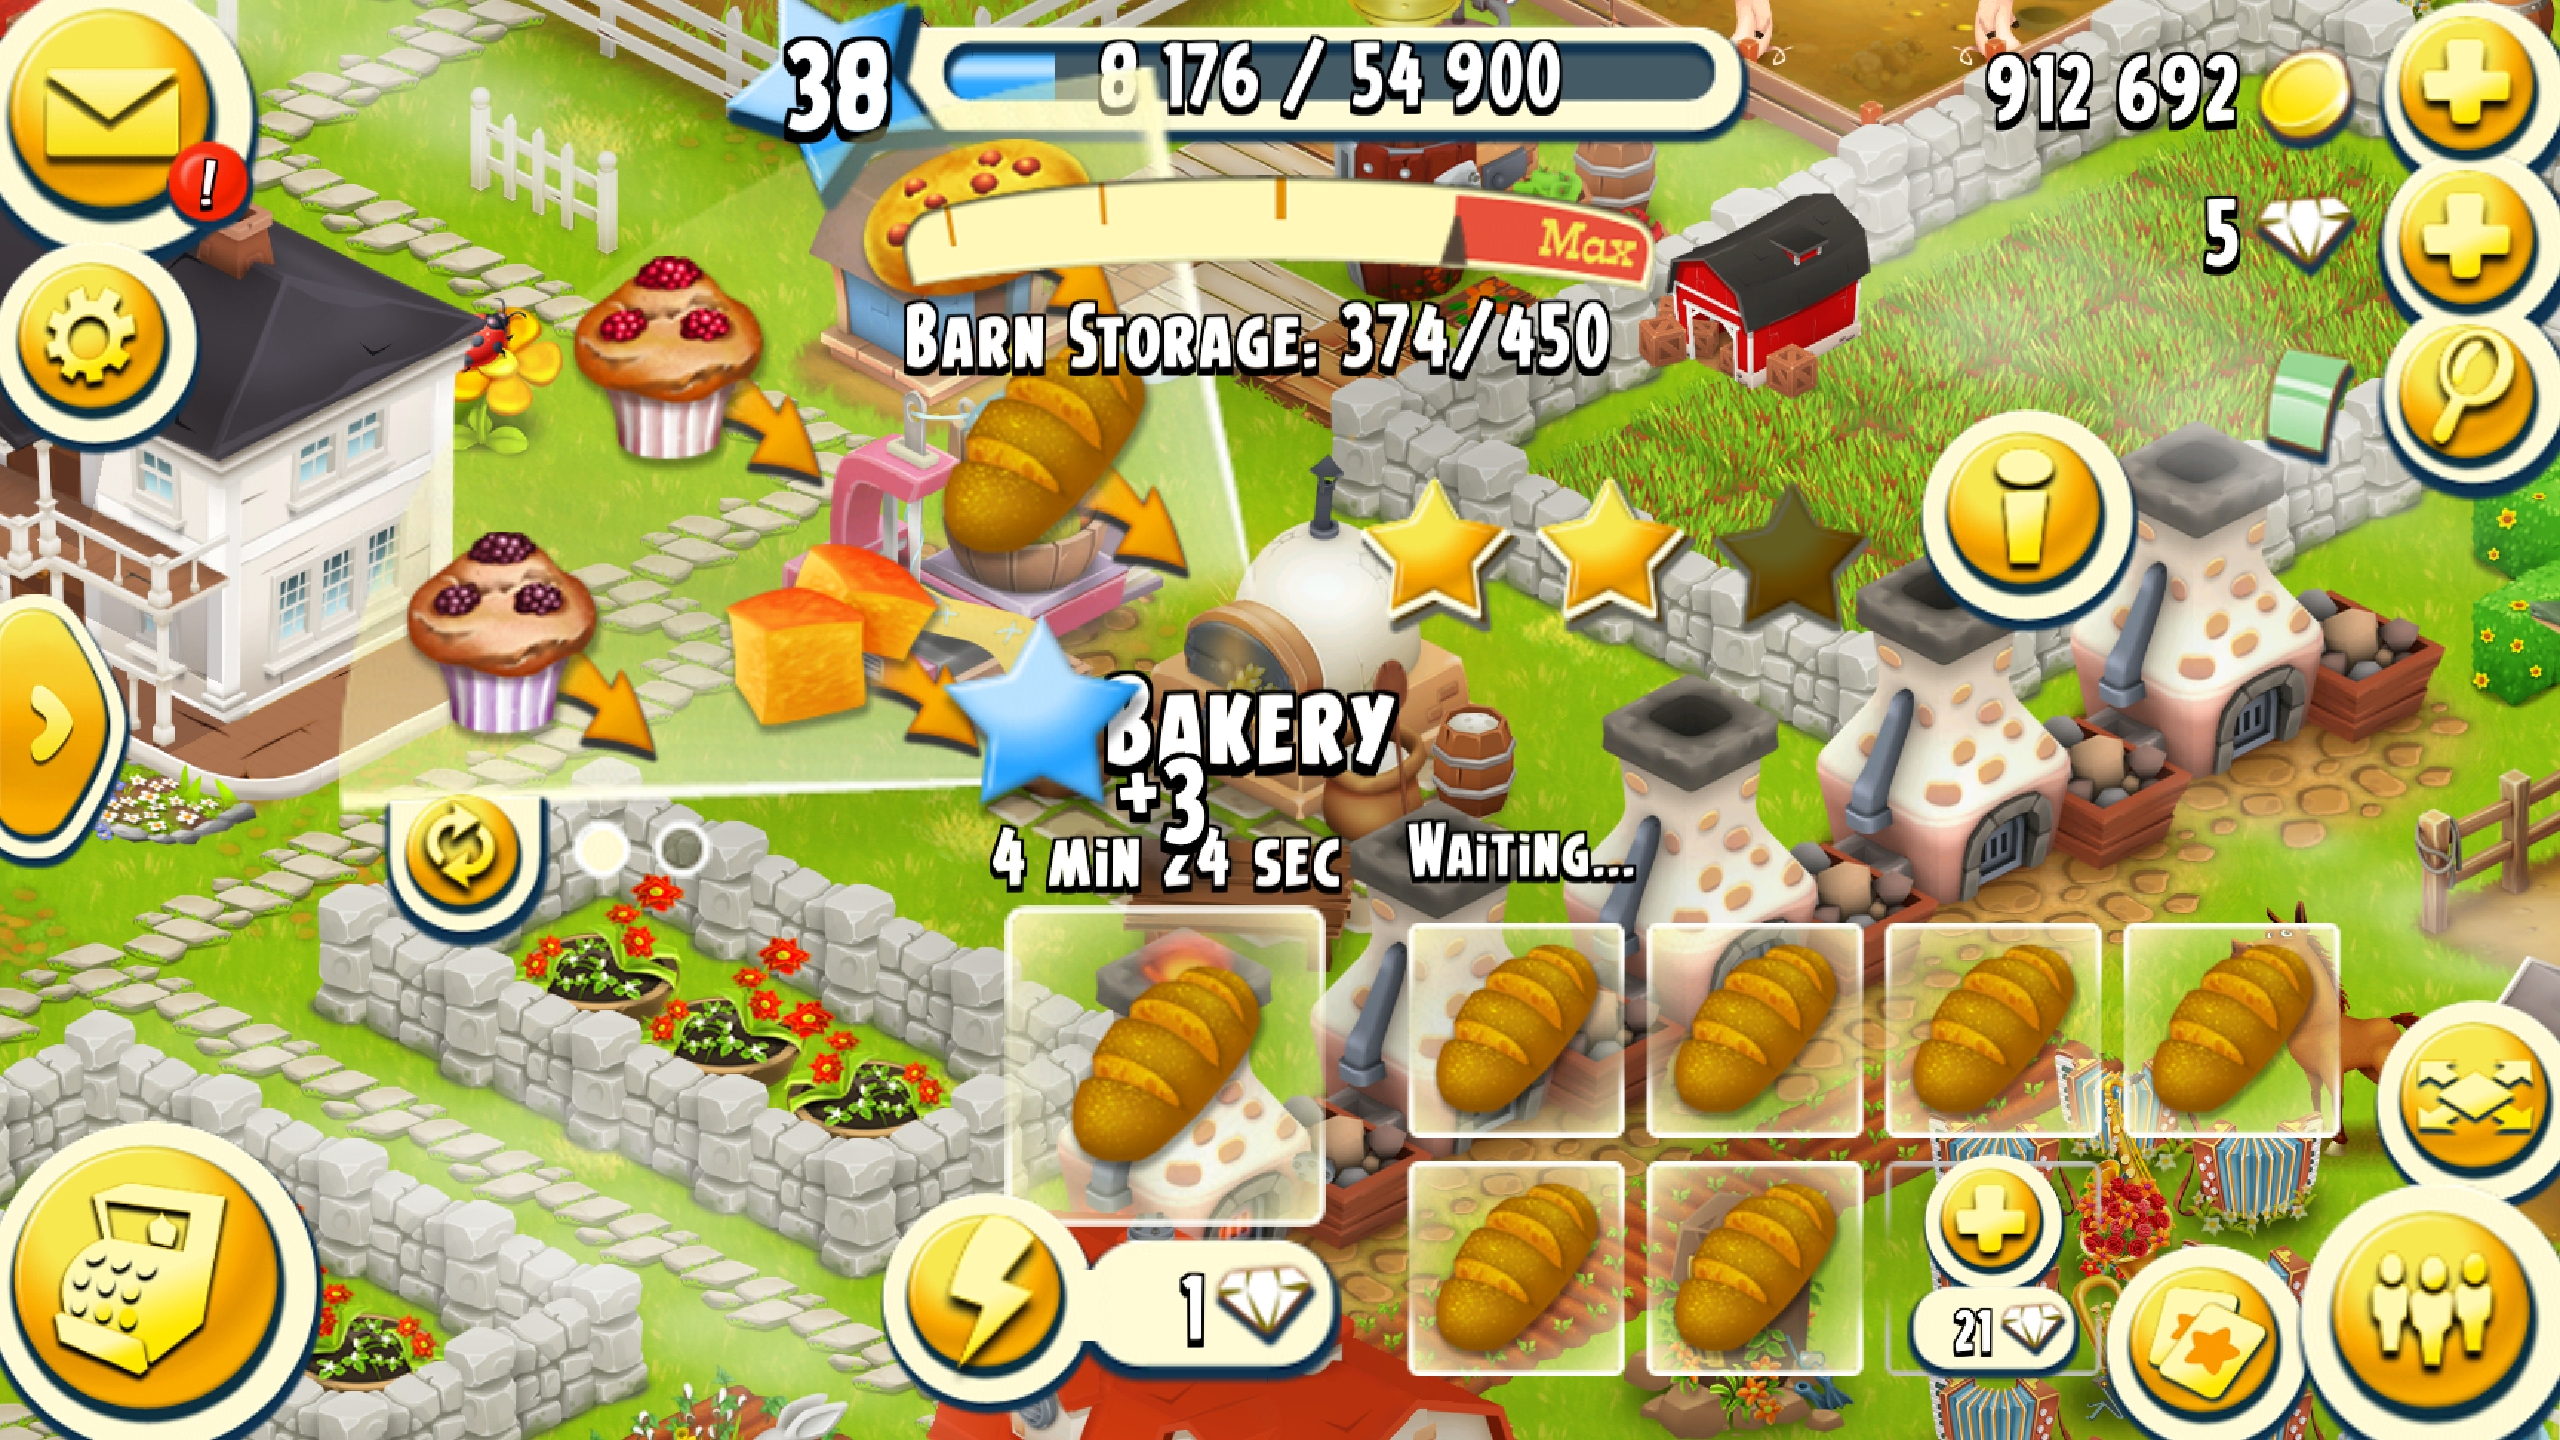 38
8 176 / 54 900
912 692
!
5
Max
BARN STORAGE: 374/450
BAKERY
+3
4 MIN 24 SEC
WAITING...
1
21